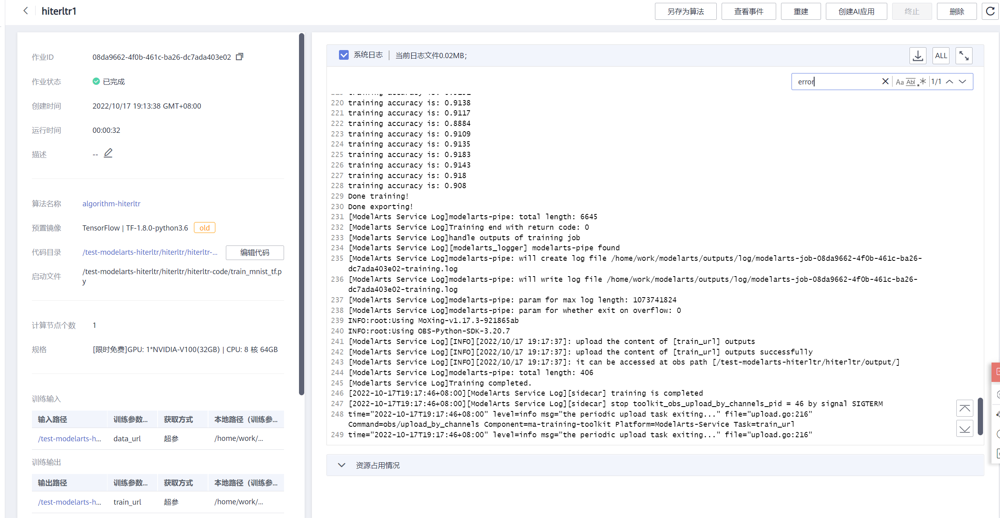 hiterltr1
另存为算法
查看事件
重建
创建AI应用
终止
删除
作业ID
08da9662-4f0b-461c-ba26-dc7ada403e02
作业状态
已完成
创建时间
2022/10/17 19:13:38 GMT+08:00
运行时间
00:00:32
描述
--
算法名称
algorithm-hiterltr
预置镜像
TensorFlow | TF-1.8.0-python3.6
old
代码目录
/test-modelarts-hiterltr/hiterltr/hiterltr-...
编辑代码
启动文件
/test-modelarts-hiterltr/hiterltr/hiterltr-code/train_mnist_tf.p
y
计算节点个数
1
规格
[限时免费]GPU: 1*NVIDIA-V100(32GB) | CPU: 8 核 64GB
训练输入
输入路径
训练参数...
获取方式
本地路径（训练参...
/test-modelarts-h...
data_url
超参
/home/work/...
训练输出
输出路径
训练参数...
获取方式
本地路径（训练参...
/test-modelarts-h...
train_url
超参
/home/work/...
系统日志
当前日志文件0.02MB;
ALL
error
Aa
Abl
1/1
220 training accuracy is: 0.9138
221 training accuracy is: 0.9117
222 training accuracy is: 0.8884
223 training accuracy is: 0.9109
224 training accuracy is: 0.9135
225 training accuracy is: 0.9183
226 training accuracy is: 0.9143
227 training accuracy is: 0.918
228 training accuracy is: 0.908
229 Done training!
230 Done exporting!
231 [ModelArts Service Log]modelarts-pipe: total length: 6645
232 [Modelarts Service Log]Training end with return code: 0
233 [Modelarts Service Log]handle outputs of training job
234 [Modelarts Service Log][modelarts_logger] modelarts-pipe found
235 [ModelArts Service Log]modelarts-pipe: will create log file /home/work/modelarts/outputs/log/modelarts-job-08da9662-4f0b-461c-ba26-
dc7ada403e02-training.log
236 [ModelArts Service Log]modelarts-pipe: will write log file /home/work/modelarts/outputs/log/modelarts-job-08da9662-4f0b-461c-ba26-
dc7ada403e02-training.log
237 [ModelArts Service Log]modelarts-pipe: param for max log length: 1073741824
238 [ModelArts Service Log]modelarts-pipe: param for whether exit on overflow: 0
239 INFO:root:Using MoXing-v1.17.3-921865ab
240 INFO:root:Using OBS-Python-SDK-3.20.7
241 [ModelArts Service Log][INFO][2022/10/17 19:17:37]: upload the content of [train_url] outputs
242 [ModelArts Service Log][INFO][2022/10/17 19:17:37]: upload the content of [train_url] outputs successfully
243 [ModelArts Service Log][INFO][2022/10/17 19:17:37]: it can be accessed at obs path [/test-modelarts-hiterltr/hiterltr/output/]
244 [ModelArts Service Log]modelarts-pipe: total length: 406
245 [Modelarts Service Log]Training completed.
246 [2022-10-17T19:17:46+08:00][ModelArts Service Log][sidecar] training is completed
247 [2022-10-17T19:17:46+08:00][ModelArts Service Log][sidecar] stop toolkit_obs_upload_by_channels_pid = 46 by signal SIGTERM
248 time="2022-10-17T19:17:46+08:00" level=info msg="the periodic upload task exiting..." file="upload.go:216"
Command=obs/upload_by_channels Component=ma-training-toolkit Platform=ModelArts-Service Task=train_url
249 time="2022-10-17T19:17:46+08:00" level=info msg="the periodic upload task exiting..." file="upload.go:216"
资源占用情况